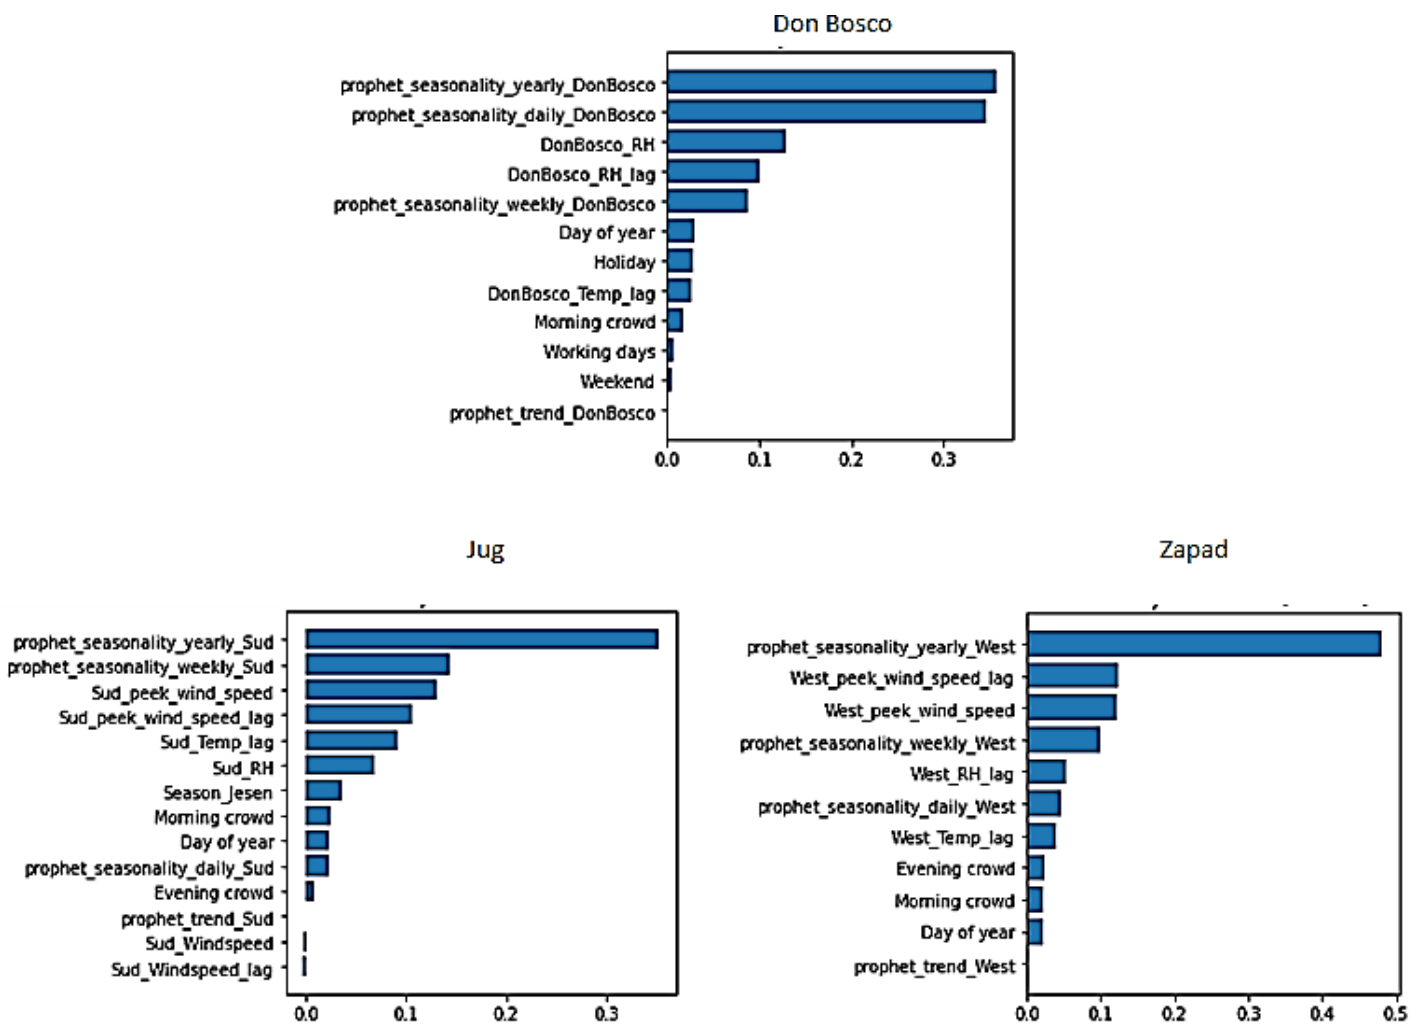 Don Bosco
prophet_seasonality_yearly_DonBosco
prophet_seasonality_daily_DonBosco
DonBosco_RH
DonBosco_RH_lag
prophet_seasonality_weekly_DonBosco
Day of year
Holiday
DonBosco_Temp_lag
Morning crowd
Working days
Weekend
prophet_trend_DonBosco
0.0 0.1 0.2 0.3
Jug
prophet_seasonality_yearly_Sud
prophet_seasonality_weekly_Sud
Sud_peek_wind_speed
Sud_peek_wind_speed_lag
Sud_Temp_lag
Sud_RH
Season_Jesen
Morning crowd
Day of year
prophet_seasonality_daily_Sud
Evening crowd
prophet_trend_Sud
Sud_Windspeed
Sud_Windspeed_lag
0.0 0.1 0.2 0.3
Zapad
prophet_seasonality_yearly_West
West_peek_wind_speed_lag
West_peek_wind_speed
prophet_seasonality_weekly_West
West_RH_lag
prophet_seasonality_daily_West
West_Temp_lag
Evening crowd
Morning crowd
Day of year
prophet_trend_West
0.0 0.1 0.2 0.3 0.4 0.5